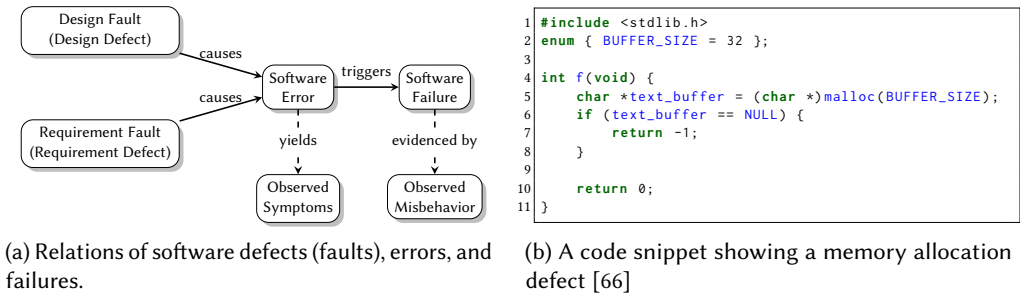 Design Fault
(Design Defect)
causes
causes
Requirement Fault
(Requirement Defect)
Software
Error
triggers
Software
Failure
yields
evidenced by
Observed
Symptoms
Observed
Misbehavior
(a) Relations of software defects (faults), errors, and
failures.
1 #include <stdlib.h>
2 enum { BUFFER_SIZE = 32 };
3
4 int f(void) {
5     char *text_buffer = (char *)malloc(BUFFER_SIZE);
6     if (text_buffer == NULL) {
7         return -1;
8     }
9
10     return 0;
11 }
(b) A code snippet showing a memory allocation
defect [66]